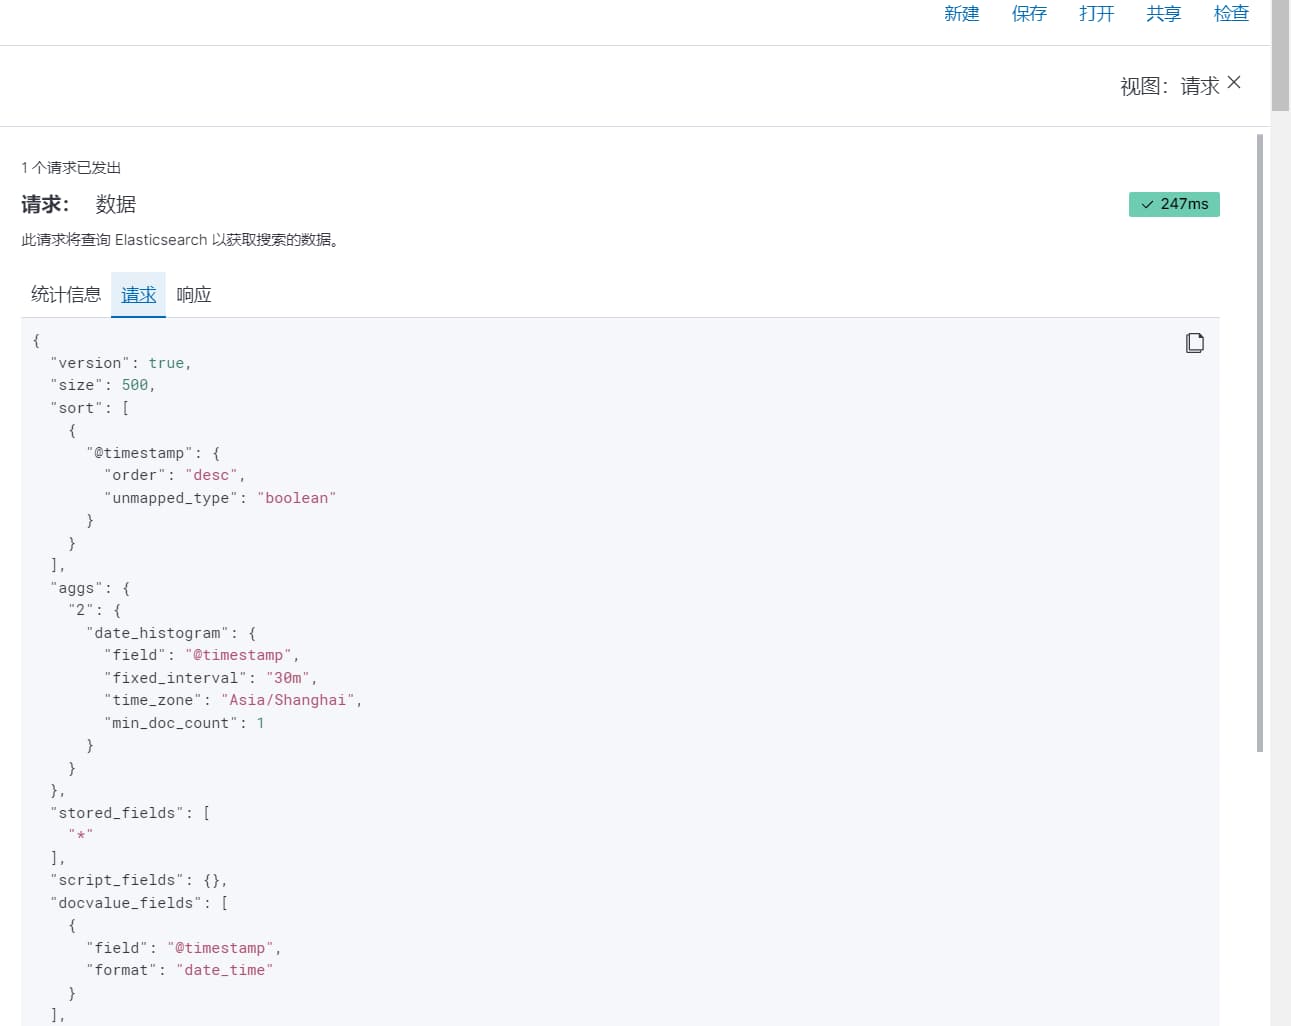 新建 保存 打开 共享 检查
视图：请求 ×
1 个请求已发出
请求： 数据 ✓ 247ms
此请求将查询 Elasticsearch 以获取搜索的数据。
统计信息 请求 响应
{
  "version": true,
  "size": 500,
  "sort": [
    {
      "@timestamp": {
        "order": "desc",
        "unmapped_type": "boolean"
      }
    }
  ],
  "aggs": {
    "2": {
      "date_histogram": {
        "field": "@timestamp",
        "fixed_interval": "30m",
        "time_zone": "Asia/Shanghai",
        "min_doc_count": 1
      }
    }
  },
  "stored_fields": [
    "*"
  ],
  "script_fields": {},
  "docvalue_fields": [
    {
      "field": "@timestamp",
      "format": "date_time"
    }
  ],